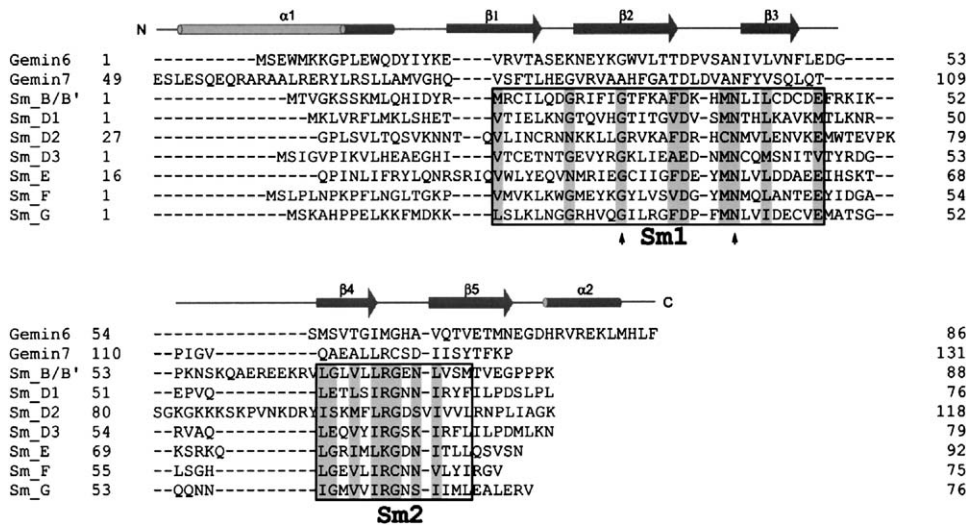 N α1 β1 β2 β3
Gemin6 1 -----------MSEWMKKGPLEWQDYIYKE----VRVTASEKNEYKGWVLTTDPVSANIVLVNFLEDG---- 53
Gemin7 49 ESLESQEQRARAALRERYLRSLLAMVGHQ----VSFTLHEGVRVAAHFGATDLDVANFYVSQLQT------ 109
Sm_B/B' 1 --------------MTVGKSSKMLQHIDYR---MRCILQDGRIFIGTFKAFDK-HMNLILCDCDEFRKIK-- 52
Sm_D1 1 --------------MKLVRFLMKLSHET----VTIELKNGTQVHGTITGVDV-SMNTHLKAVKMTLKNR-- 50
Sm_D2 27 --------------GPLSVLTQSVKNNT--QVLINCRNNKKLLGRVKAFDR-HCNMVLENVKEMWTEVPK 79
Sm_D3 1 -------------MSIGVPIKVLHEAEGHI----VTCETNTGEVYRGKLIEAED-NMNCQMSNITVTYRDG-- 53
Sm_E 16 --------------QPINLIFRYLQNRSRIQVWLYEQVNMRIEGCIIGFDE-YMNLVLDDAEEIHSKT-- 68
Sm_F 1 ------------MSLPLNPKPFLNGLTGKP----VMVKLKWGMEYKGYLVSVDG-YMNMQLANTEEYIDGA-- 54
Sm_G 1 --------------MSKAHPPELKKFMDKK----LSLKLNGGRHVQGILRGFDP-FMNLVIDECVEMATSG-- 52
Sm1
β4 β5 α2 C
Gemin6 54 --------------SMSVTGIMGHA-VQTVETMNEGDHRVREKLMHLF 86
Gemin7 110 --PIGV---------QAEALLRCSD-IISYTFKP 131
Sm_B/B' 53 --PKNSKQAEREEKRVLGLVLLRGEN-LVSMTVEGPPPK 88
Sm_D1 51 --EPVQ---------LETLSIRGNN-IRYFILPDSLPL 76
Sm_D2 80 SGKGKKKSKPVNKDRYISKMFLRGDSVIVVLRNPLIAGK 118
Sm_D3 54 --RVAQ---------LEQVYIRGSK-IRFLILPDMLKN 79
Sm_E 69 --KSRKQ--------LGRIMLKGDN-ITLLQSVSN 92
Sm_F 55 --LSGH---------LGEVLIRCNN-VLYIRGV 75
Sm_G 53 --QQNN---------IGMVVIRGNS-IIMLEALERV 76
Sm2